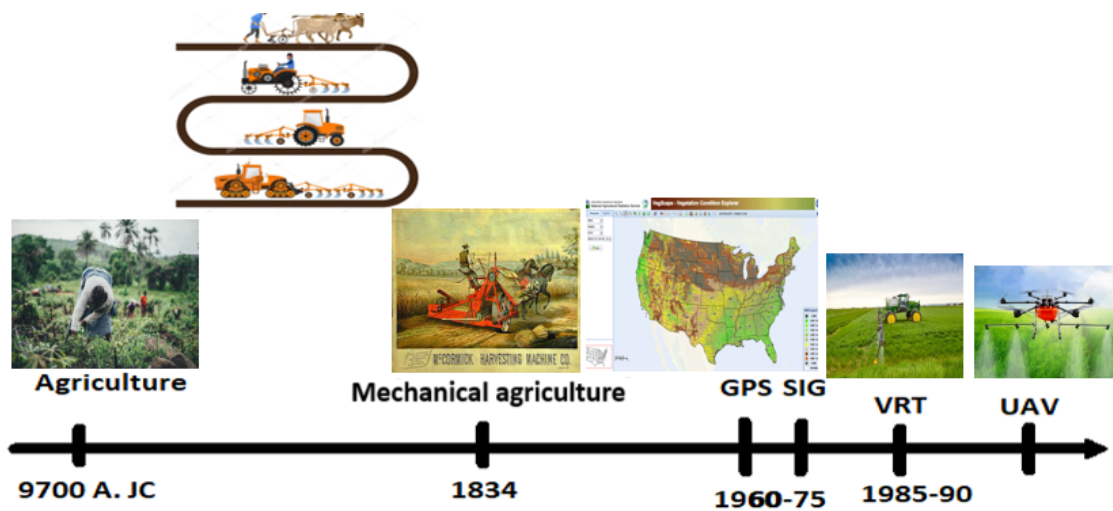 VegScape - Vegetation Condition Explorer
McCORMICK HARVESTING MACHINE CO.
Agriculture
Mechanical agriculture
GPS SIG
VRT
UAV
9700 A. JC
1834
1960-75
1985-90